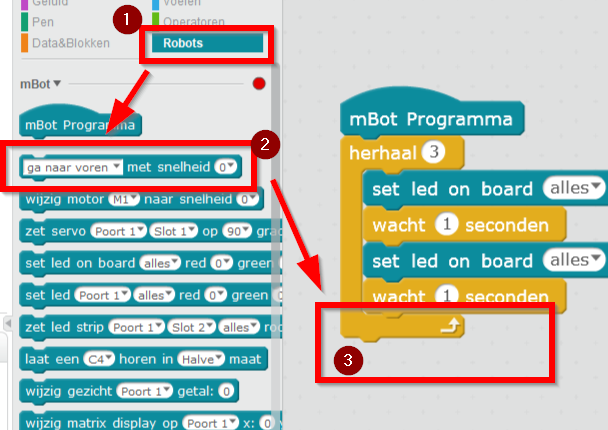 Geluid
Voelen
Pen
Operatoren
Data&Blokken
Robots
1
mBot
mBot Programma
2
ga naar voren met snelheid 0
wijzig motor M1 naar snelheid 0
zet servo Poort 1 Slot 1 op 90
set led on board alles red 0 green
set led Poort 1 alles red 0 green
zet led strip Poort 1 Slot 2 alles
laat een C4 horen in Halve maat
wijzig gezicht Poort 1 getal: 0
wijzig matrix display op Poort 1 x: 0
mBot Programma
herhaal 3
set led on board alles
wacht 1 seconden
set led on board alles
wacht 1 seconden
3